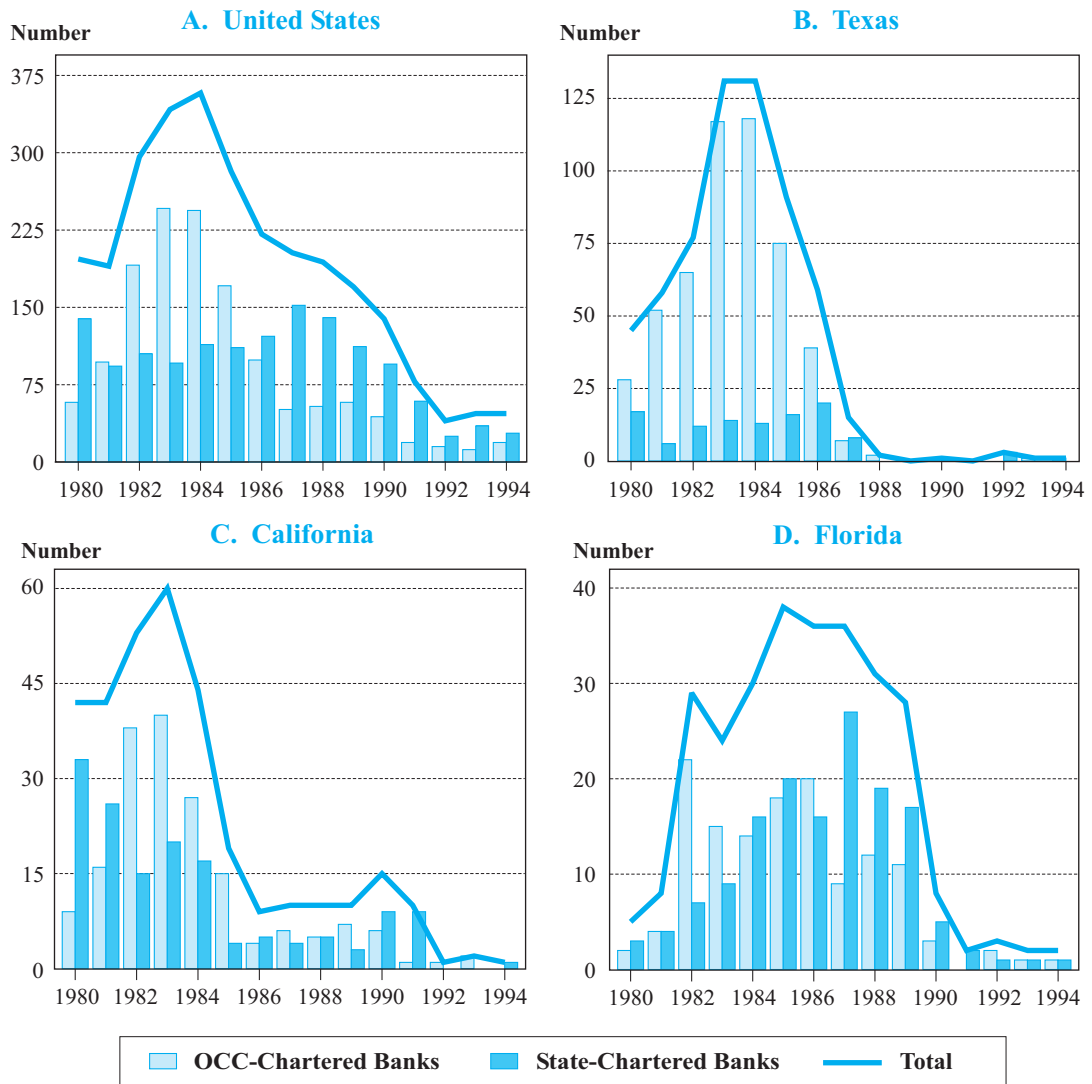 A. United States
Number
375
300
225
150
75
0
1980 1982 1984 1986 1988 1990 1992 1994
B. Texas
Number
125
100
75
50
25
0
1980 1982 1984 1986 1988 1990 1992 1994
C. California
Number
60
45
30
15
0
1980 1982 1984 1986 1988 1990 1992 1994
D. Florida
Number
40
30
20
10
0
1980 1982 1984 1986 1988 1990 1992 1994
OCC-Chartered Banks State-Chartered Banks Total